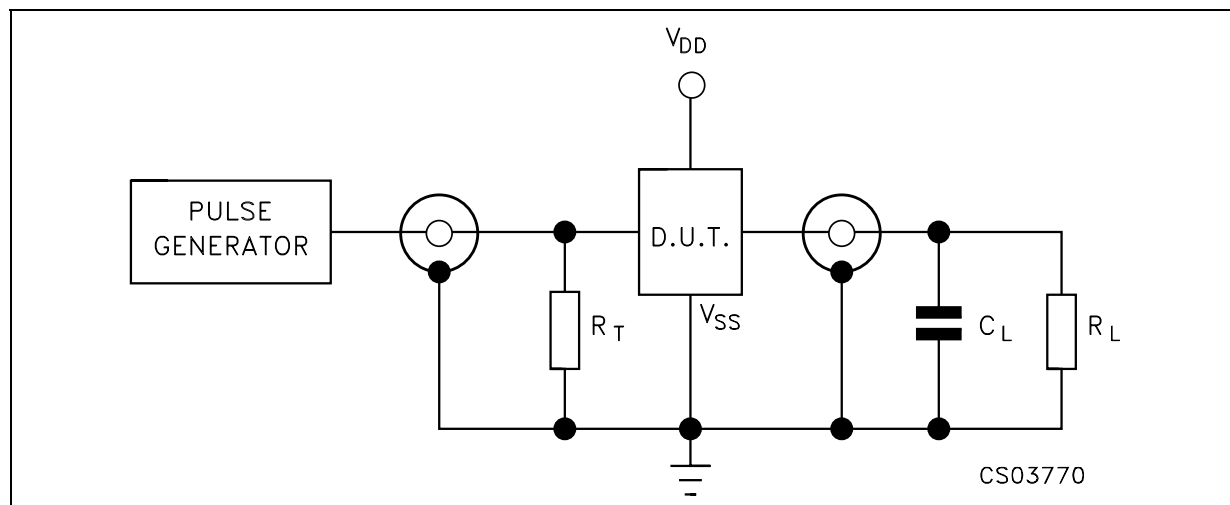 VDD
PULSE
GENERATOR
D.U.T.
VSS
RT
CL
RL
CS03770